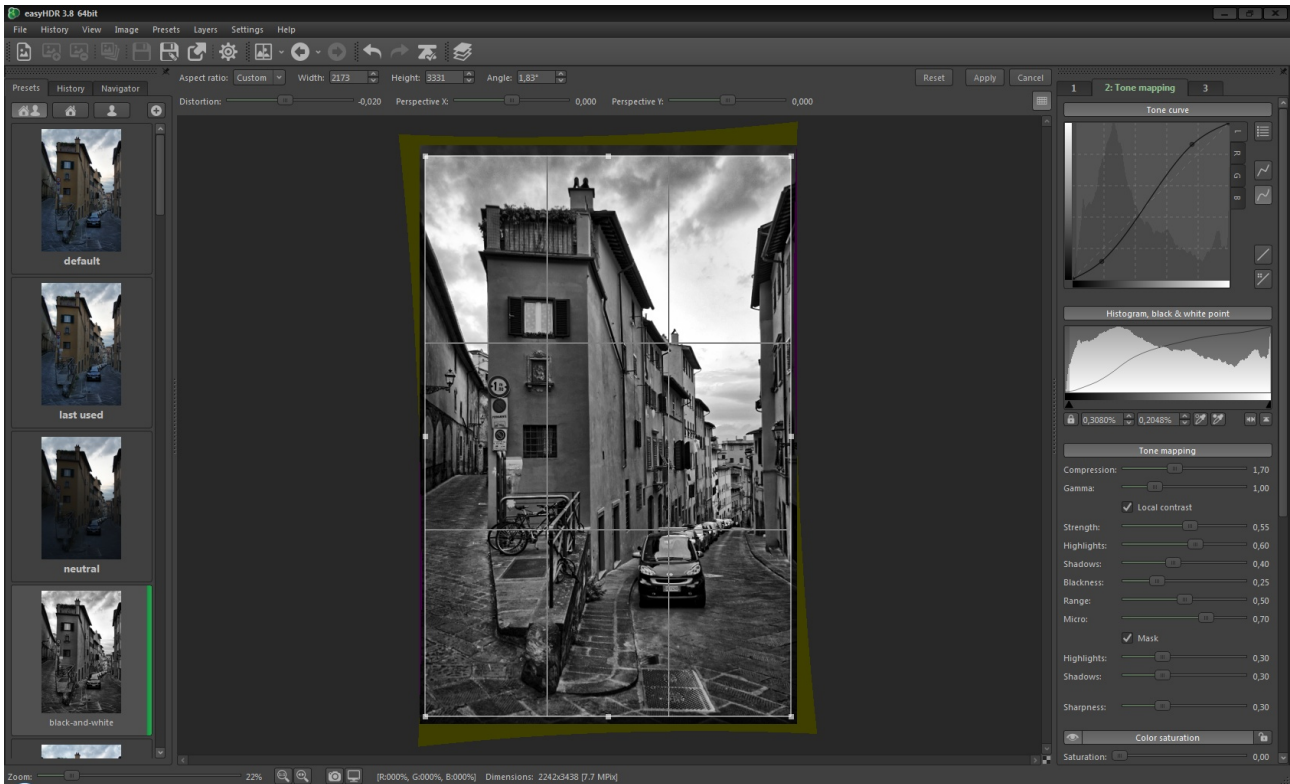 easyHDR 3.8 64bit
File History View Image Presets Layers Settings Help
Aspect ratio: Custom Width: 2173 Height: 3331 Angle: 1,83° Reset Apply Cancel
Distortion: -0,020 Perspective X: 0,000 Perspective Y: 0,000
Presets History Navigator
default
last used
neutral
black-and-white
1 2: Tone mapping 3
Tone curve
L
R
G
B
Histogram, black & white point
0,3080% 0,2048%
Tone mapping
Compression: 1,70
Gamma: 1,00
Local contrast
Strength: 0,55
Highlights: 0,60
Shadows: 0,40
Blackness: 0,25
Range: 0,50
Micro: 0,70
Mask
Highlights: 0,30
Shadows: 0,30
Sharpness: 0,30
Color saturation
Saturation: 0,00
Zoom: 22% [R:000%, G:000%, B:000%] Dimensions: 2242x3438 [7.7 MPix]